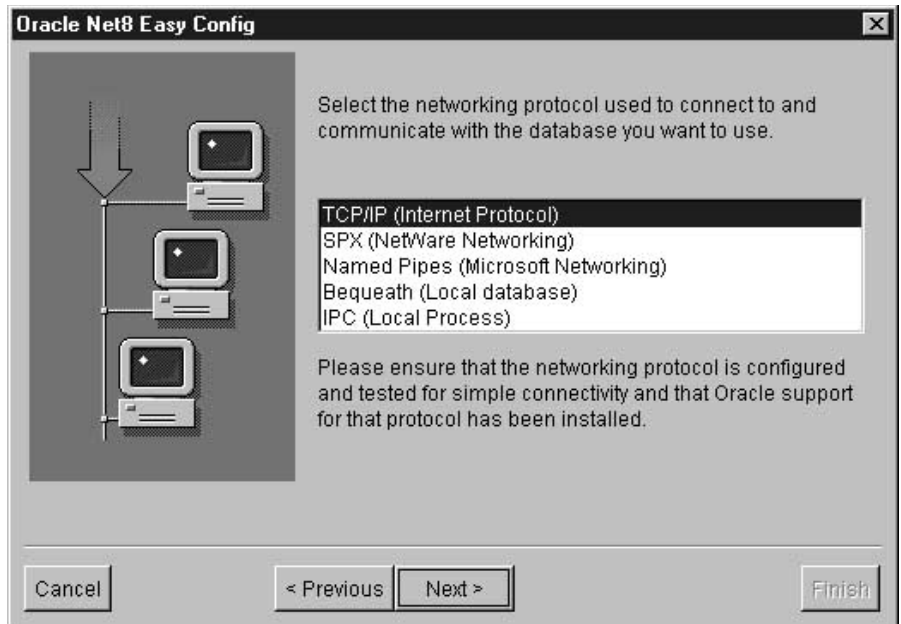 Oracle Net8 Easy Config
Select the networking protocol used to connect to and
communicate with the database you want to use.
TCP/IP (Internet Protocol)
SPX (NetWare Networking)
Named Pipes (Microsoft Networking)
Bequeath (Local database)
IPC (Local Process)
Please ensure that the networking protocol is configured
and tested for simple connectivity and that Oracle support
for that protocol has been installed.
Cancel
< Previous
Next >
Finish